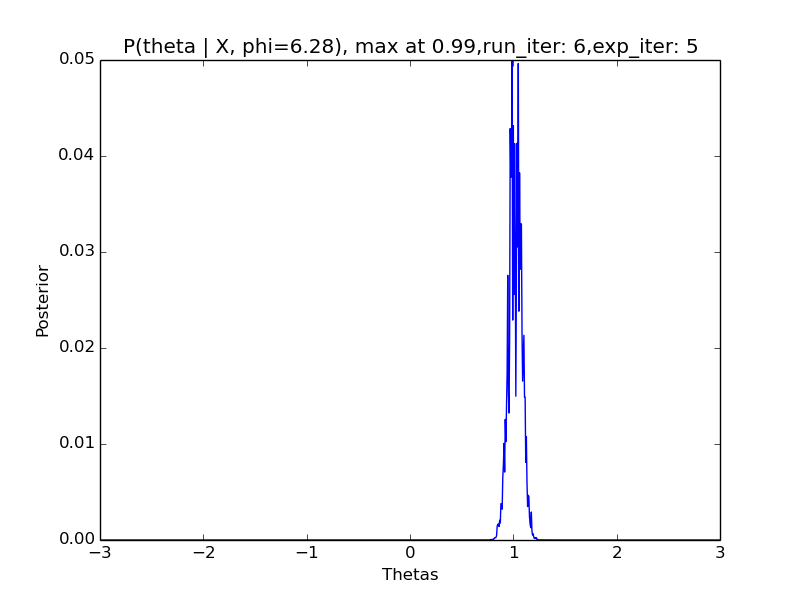 P(theta | X, phi=6.28), max at 0.99,run_iter: 6,exp_iter: 5
0.05
0.04
0.03
0.02
0.01
0.00
Posterior
−3 −2 −1 0 1 2 3
Thetas